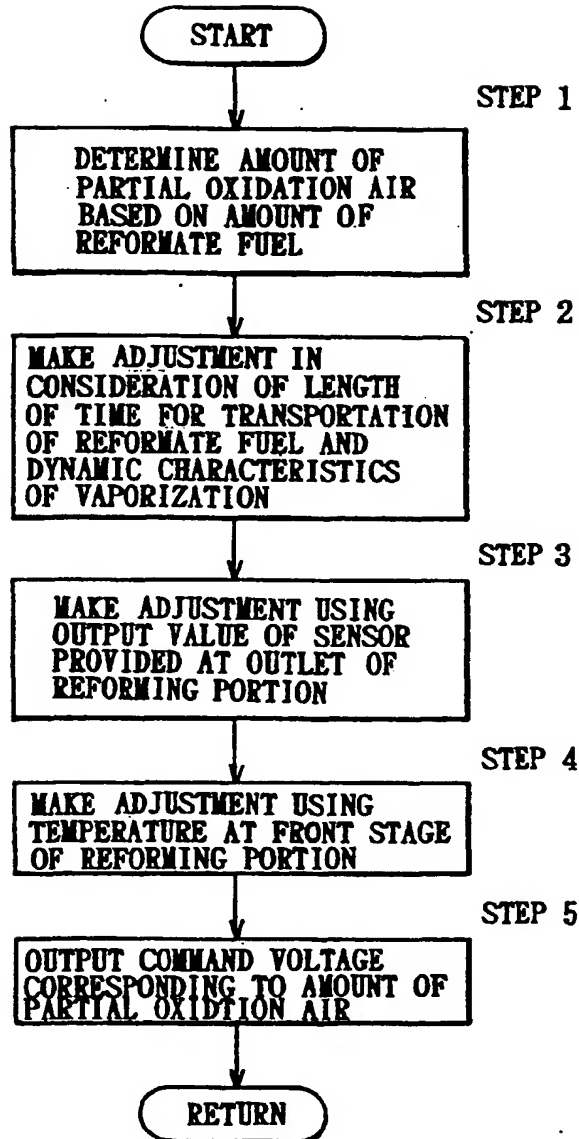 START
STEP 1
DETERMINE AMOUNT OF
PARTIAL OXIDATION AIR
BASED ON AMOUNT OF
REFORMATE FUEL
STEP 2
MAKE ADJUSTMENT IN
CONSIDERATION OF LENGTH
OF TIME FOR TRANSPORTATION
OF REFORMATE FUEL AND
DYNAMIC CHARACTERISTICS
OF VAPORIZATION
STEP 3
MAKE ADJUSTMENT USING
OUTPUT VALUE OF SENSOR
PROVIDED AT OUTLET OF
REFORMING PORTION
STEP 4
MAKE ADJUSTMENT USING
TEMPERATURE AT FRONT STAGE
OF REFORMING PORTION
STEP 5
OUTPUT COMMAND VOLTAGE
CORRESPONDING TO AMOUNT OF
PARTIAL OXIDTION AIR
RETURN